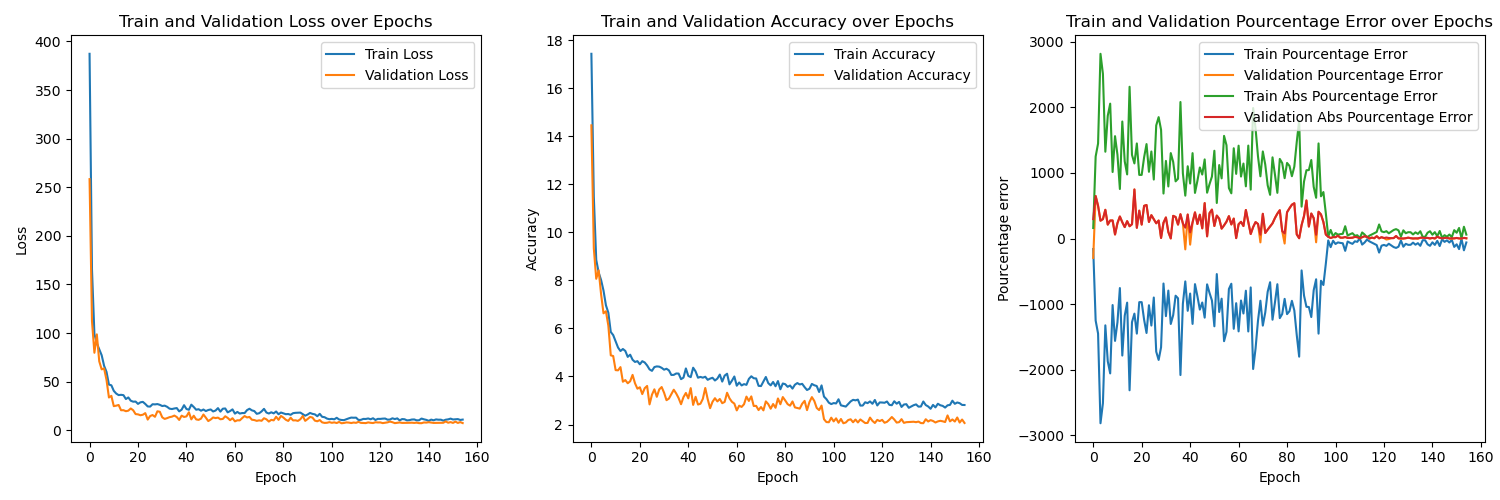 Train and Validation Loss over Epochs
400
350
300
250
200
150
100
50
0
Loss
0 20 40 60 80 100 120 140 160
Epoch
Train Loss
Validation Loss
Train and Validation Accuracy over Epochs
18
16
14
12
10
8
6
4
2
Accuracy
0 20 40 60 80 100 120 140 160
Epoch
Train Accuracy
Validation Accuracy
Train and Validation Pourcentage Error over Epochs
3000
2000
1000
0
−1000
−2000
−3000
Pourcentage error
0 20 40 60 80 100 120 140 160
Epoch
Train Pourcentage Error
Validation Pourcentage Error
Train Abs Pourcentage Error
Validation Abs Pourcentage Error